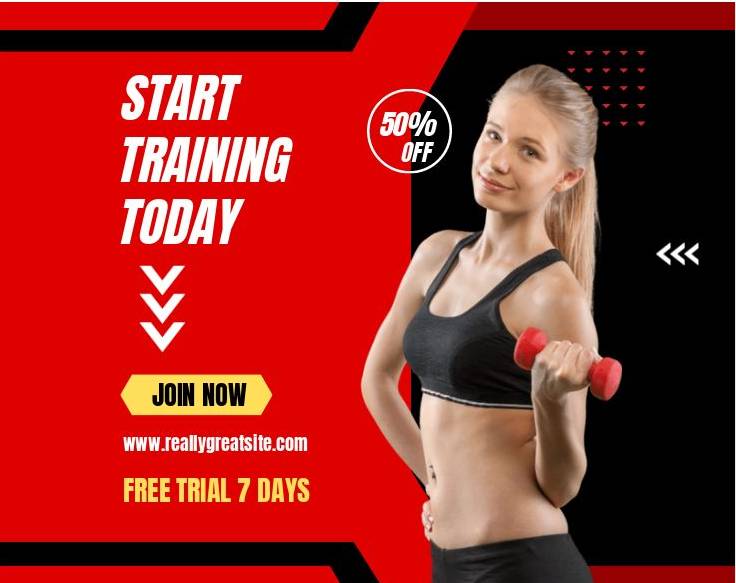 START
TRAINING
TODAY
50%
OFF
JOIN NOW
www.reallygreatsite.com
FREE TRIAL 7 DAYS